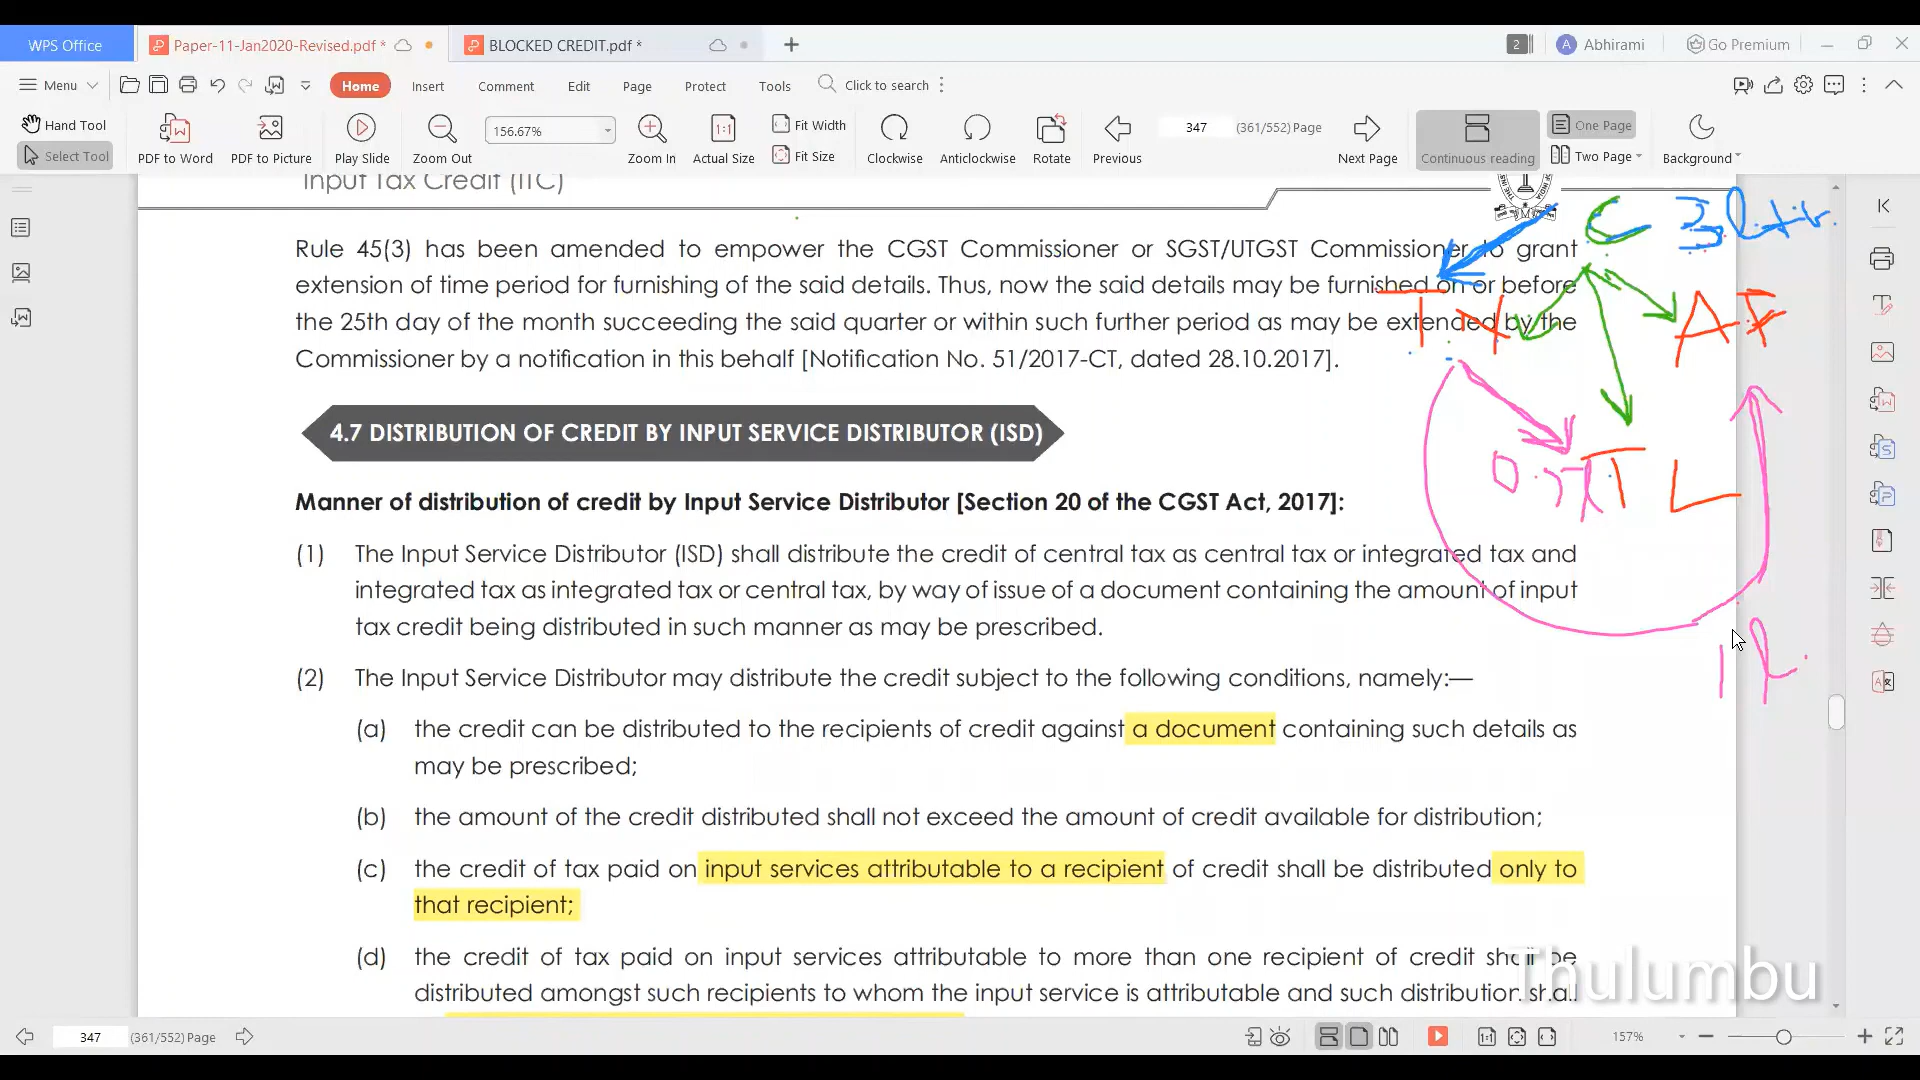 WPS Office
Paper-11-Jan2020-Revised.pdf *
BLOCKED CREDIT.pdf *
2
A Abhirami
Go Premium
Menu
Home
Insert
Comment
Edit
Page
Protect
Tools
Click to search
Hand Tool
Select Tool
PDF to Word
PDF to Picture
Play Slide
Zoom Out
156.67%
Zoom In
1:1
Actual Size
Fit Width
Fit Size
Clockwise
Anticlockwise
Rotate
Previous
347
(361/552) Page
Next Page
Continuous reading
One Page
Two Page
Background
Input Tax Credit (ITC)
Rule 45(3) has been amended to empower the CGST Commissioner or SGST/UTGST Commissioner to grant
extension of time period for furnishing of the said details. Thus, now the said details may be furnished on or before
the 25th day of the month succeeding the said quarter or within such further period as may be extended by the
Commissioner by a notification in this behalf [Notification No. 51/2017-CT, dated 28.10.2017].
C
TN
TL
4.7 DISTRIBUTION OF CREDIT BY INPUT SERVICE DISTRIBUTOR (ISD)
Manner of distribution of credit by Input Service Distributor [Section 20 of the CGST Act, 2017]:
(1) The Input Service Distributor (ISD) shall distribute the credit of central tax as central tax or integrated tax and
integrated tax as integrated tax or central tax, by way of issue of a document containing the amount of input
tax credit being distributed in such manner as may be prescribed.
(2) The Input Service Distributor may distribute the credit subject to the following conditions, namely:—
(a) the credit can be distributed to the recipients of credit against a document containing such details as
may be prescribed;
(b) the amount of the credit distributed shall not exceed the amount of credit available for distribution;
(c) the credit of tax paid on input services attributable to a recipient of credit shall be distributed only to
that recipient;
(d) the credit of tax paid on input services attributable to more than one recipient of credit shall be
distributed amongst such recipients to whom the input service is attributable and such distribution shall
Thulumbu
347
(361/552) Page
157%